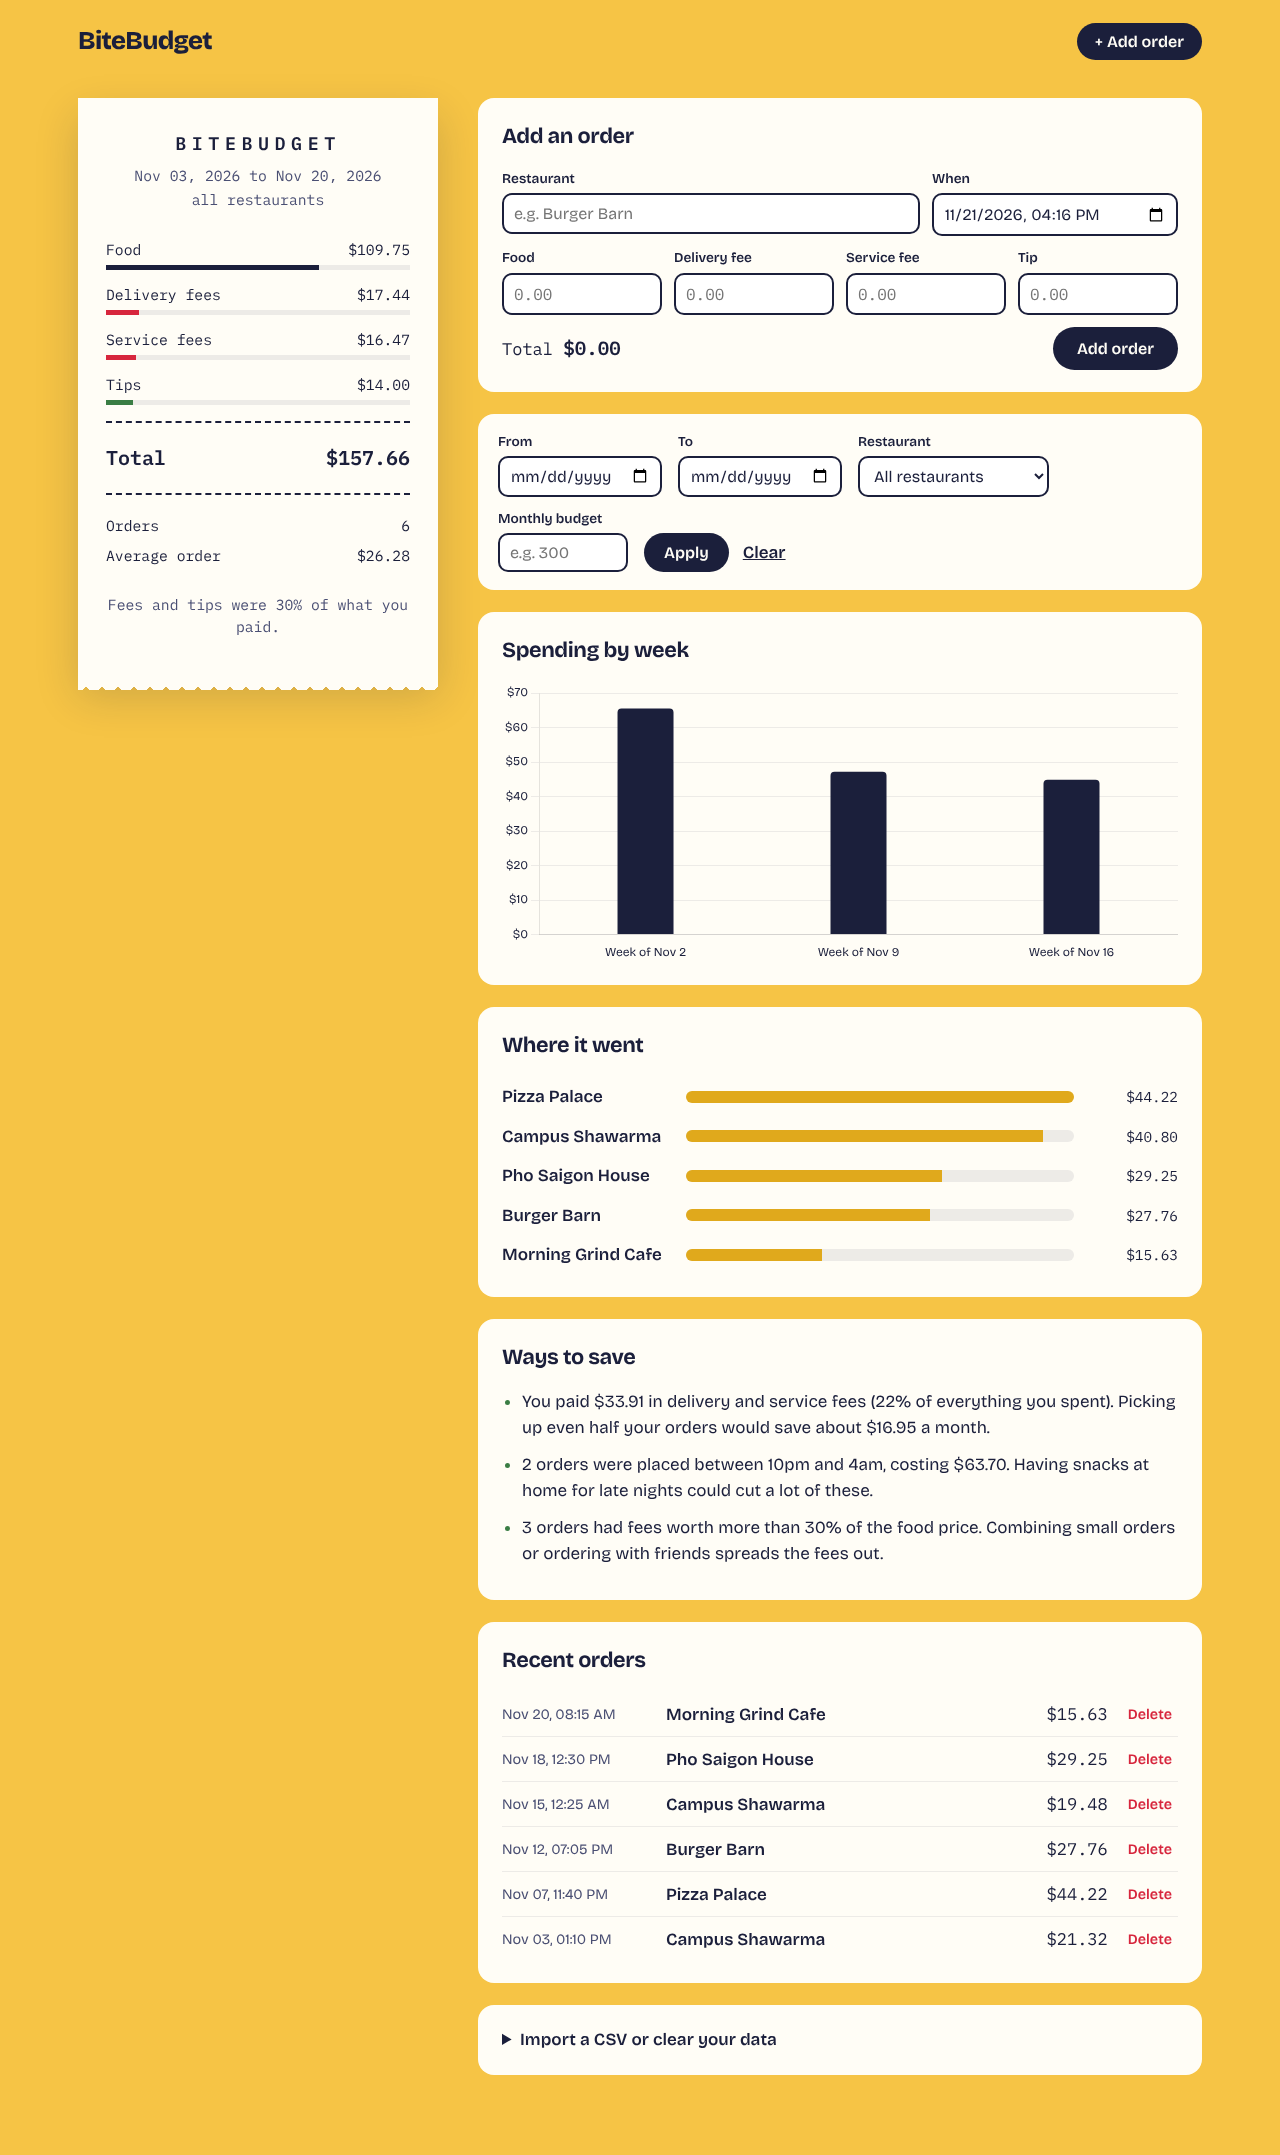 BiteBudget
+ Add order
BITEBUDGET
Nov 03, 2026 to Nov 20, 2026
all restaurants
Food $109.75
Delivery fees $17.44
Service fees $16.47
Tips $14.00
Total $157.66
Orders 6
Average order $26.28
Fees and tips were 30% of what you
paid.
Add an order
Restaurant When
e.g. Burger Barn 11/21/2026, 04:16 PM
Food Delivery fee Service fee Tip
0.00 0.00 0.00 0.00
Total $0.00 Add order
From To Restaurant
mm/dd/yyyy mm/dd/yyyy All restaurants
Monthly budget
e.g. 300 Apply Clear
Spending by week
$70
$60
$50
$40
$30
$20
$10
$0
Week of Nov 2 Week of Nov 9 Week of Nov 16
Where it went
Pizza Palace $44.22
Campus Shawarma $40.80
Pho Saigon House $29.25
Burger Barn $27.76
Morning Grind Cafe $15.63
Ways to save
• You paid $33.91 in delivery and service fees (22% of everything you spent). Picking
up even half your orders would save about $16.95 a month.
• 2 orders were placed between 10pm and 4am, costing $63.70. Having snacks at
home for late nights could cut a lot of these.
• 3 orders had fees worth more than 30% of the food price. Combining small orders
or ordering with friends spreads the fees out.
Recent orders
Nov 20, 08:15 AM Morning Grind Cafe $15.63 Delete
Nov 18, 12:30 PM Pho Saigon House $29.25 Delete
Nov 15, 12:25 AM Campus Shawarma $19.48 Delete
Nov 12, 07:05 PM Burger Barn $27.76 Delete
Nov 07, 11:40 PM Pizza Palace $44.22 Delete
Nov 03, 01:10 PM Campus Shawarma $21.32 Delete
Import a CSV or clear your data